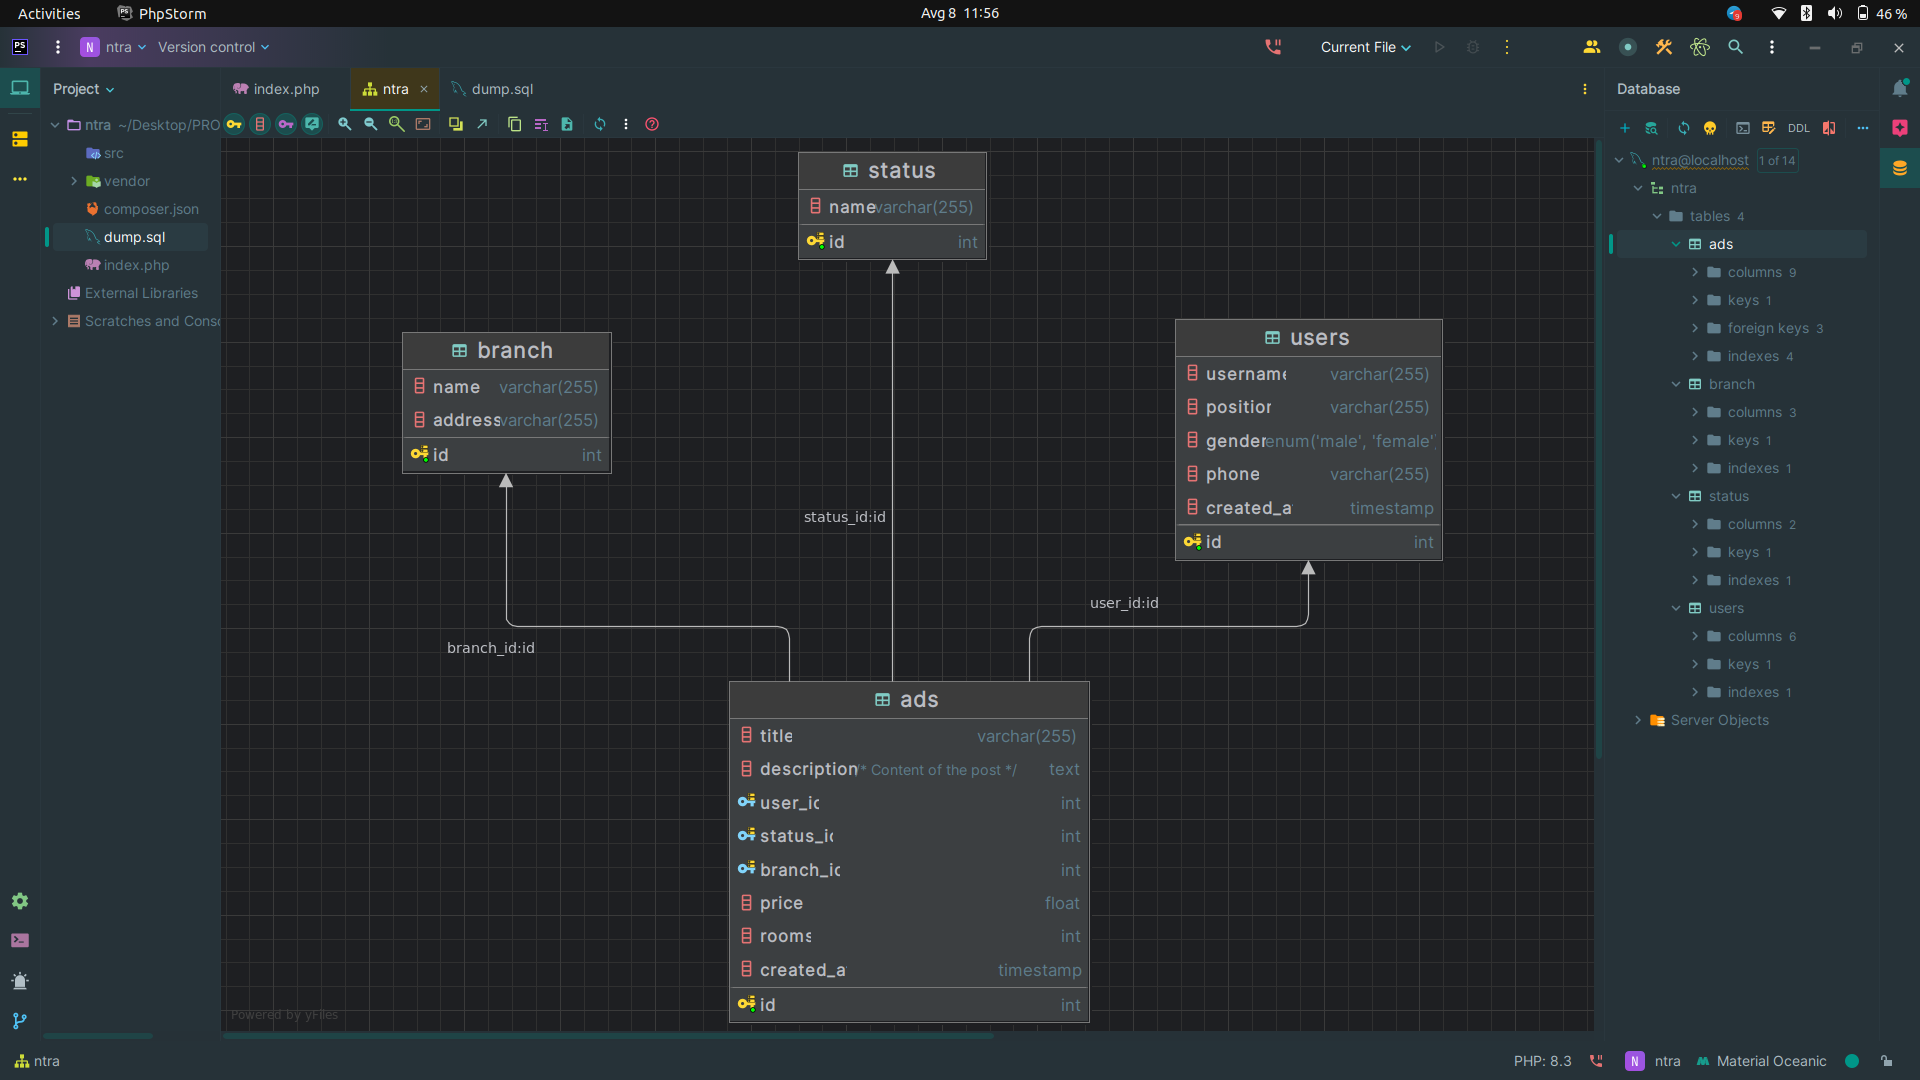 Activities
PhpStorm
Avg 8 11:56
46 %
PS
N ntra
Version control
Current File
Project
index.php
ntra
dump.sql
Database
ntra ~/Desktop/PRO
src
vendor
composer.json
dump.sql
index.php
External Libraries
Scratches and Conso
DDL
ntra@localhost 1 of 14
ntra
tables 4
ads
columns 9
keys 1
foreign keys 3
indexes 4
branch
columns 3
keys 1
indexes 1
status
columns 2
keys 1
indexes 1
users
columns 6
keys 1
indexes 1
Server Objects
status
name varchar(255)
id int
branch
name varchar(255)
address varchar(255)
id int
users
username varchar(255)
position varchar(255)
gender enum('male', 'female'
phone varchar(255)
created_a timestamp
id int
status_id:id
user_id:id
branch_id:id
ads
title varchar(255)
description /* Content of the post */ text
user_id int
status_id int
branch_id int
price float
rooms int
created_a timestamp
id int
Powered by yFiles
ntra
PHP: 8.3
N ntra
Material Oceanic